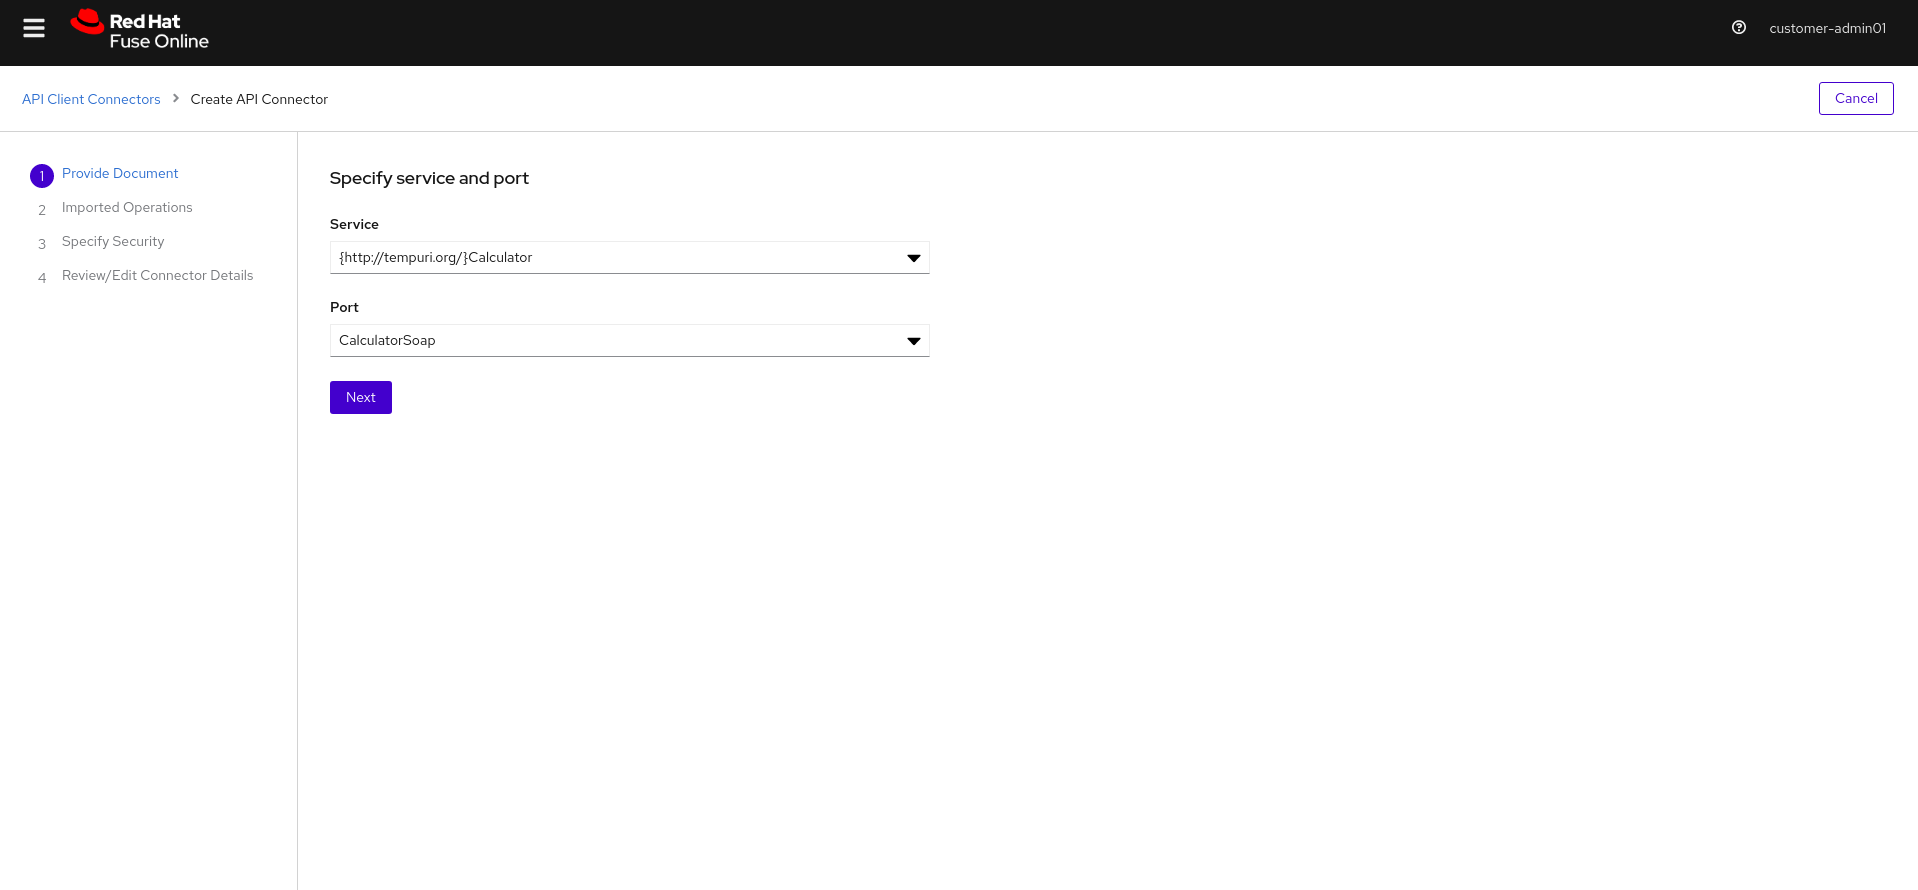 Red Hat
Fuse Online
customer-admin01
API Client Connectors > Create API Connector
Cancel
1 Provide Document
2 Imported Operations
3 Specify Security
4 Review/Edit Connector Details
Specify service and port
Service
{http://tempuri.org/}Calculator
Port
CalculatorSoap
Next